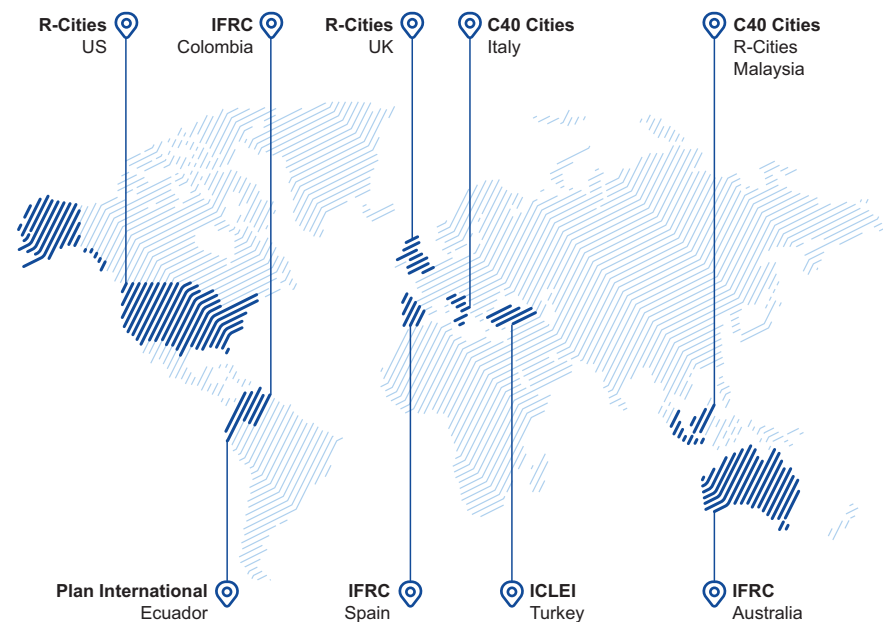 R-Cities
US
IFRC
Colombia
R-Cities
UK
C40 Cities
Italy
C40 Cities
R-Cities
Malaysia
Plan International
Ecuador
IFRC
Spain
ICLEI
Turkey
IFRC
Australia